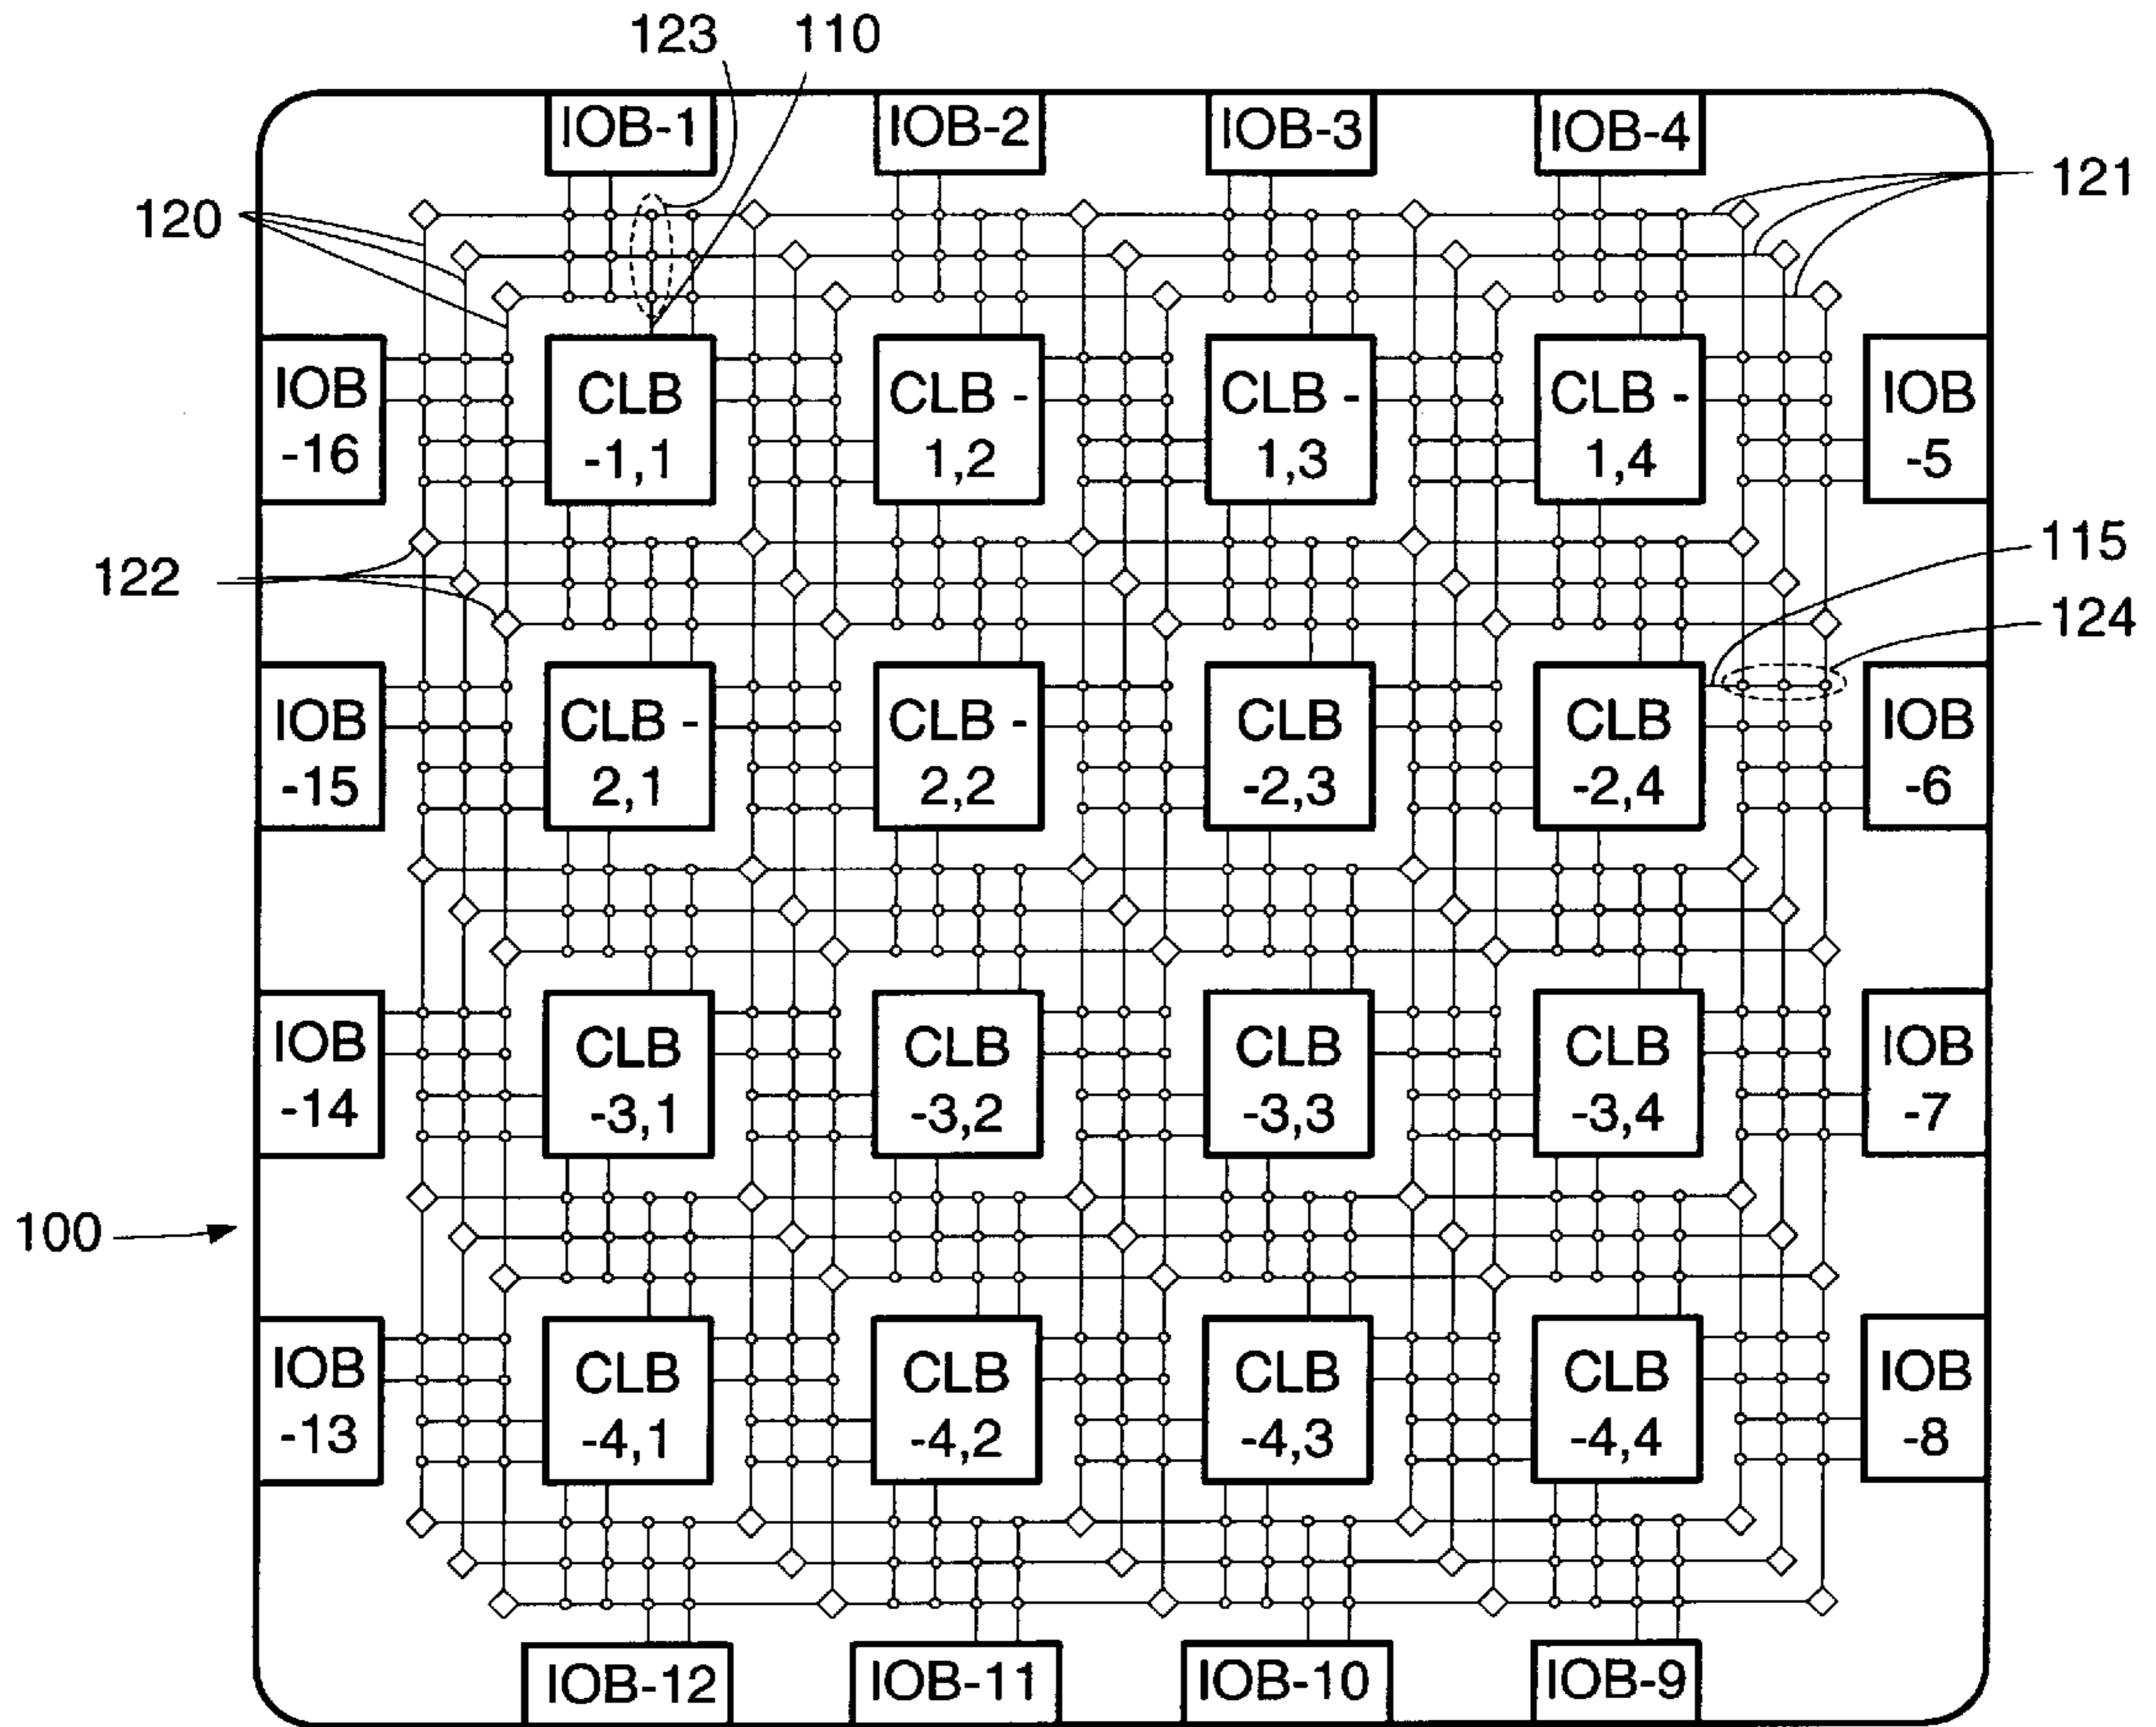 123 110
IOB-1 IOB-2 IOB-3 IOB-4
121
120
IOB
-16
CLB
-1,1
CLB -
1,2
CLB -
1,3
CLB -
1,4
IOB
-5
115
122
124
IOB
-15
CLB -
2,1
CLB -
2,2
CLB
-2,3
CLB
-2,4
IOB
-6
IOB
-14
CLB
-3,1
CLB
-3,2
CLB
-3,3
CLB
-3,4
IOB
-7
100
IOB
-13
CLB
-4,1
CLB
-4,2
CLB
-4,3
CLB
-4,4
IOB
-8
IOB-12 IOB-11 IOB-10 IOB-9